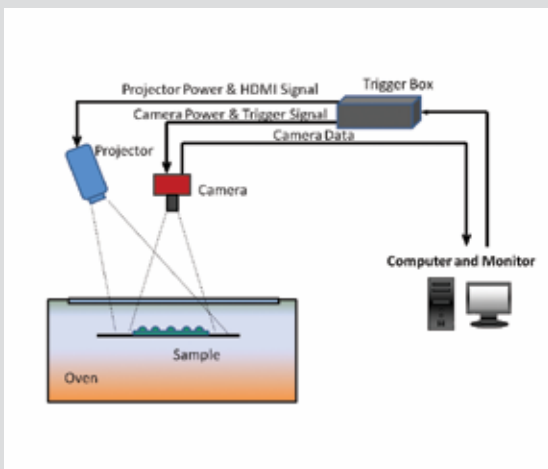 Projector Power & HDMI Signal
Trigger Box
Camera Power & Trigger Signal
Camera Data
Projector
Camera
Computer and Monitor
Sample
Oven